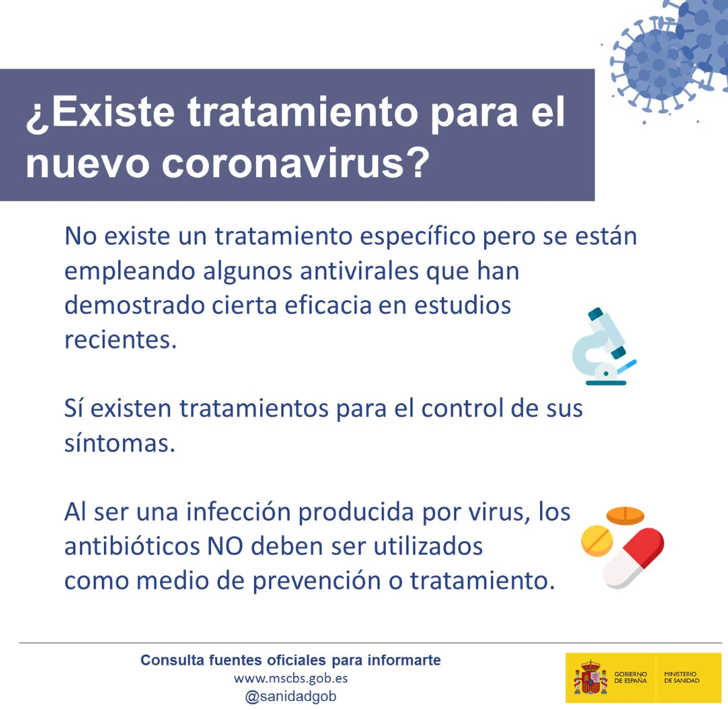 ¿Existe tratamiento para el
nuevo coronavirus?
No existe un tratamiento específico pero se están
empleando algunos antivirales que han
demostrado cierta eficacia en estudios
recientes.
Sí existen tratamientos para el control de sus
síntomas.
Al ser una infección producida por virus, los
antibióticos NO deben ser utilizados
como medio de prevención o tratamiento.
Consulta fuentes oficiales para informarte
www.mscbs.gob.es
@sanidadgob
GOBIERNO
DE ESPAÑA
MINISTERIO
DE SANIDAD